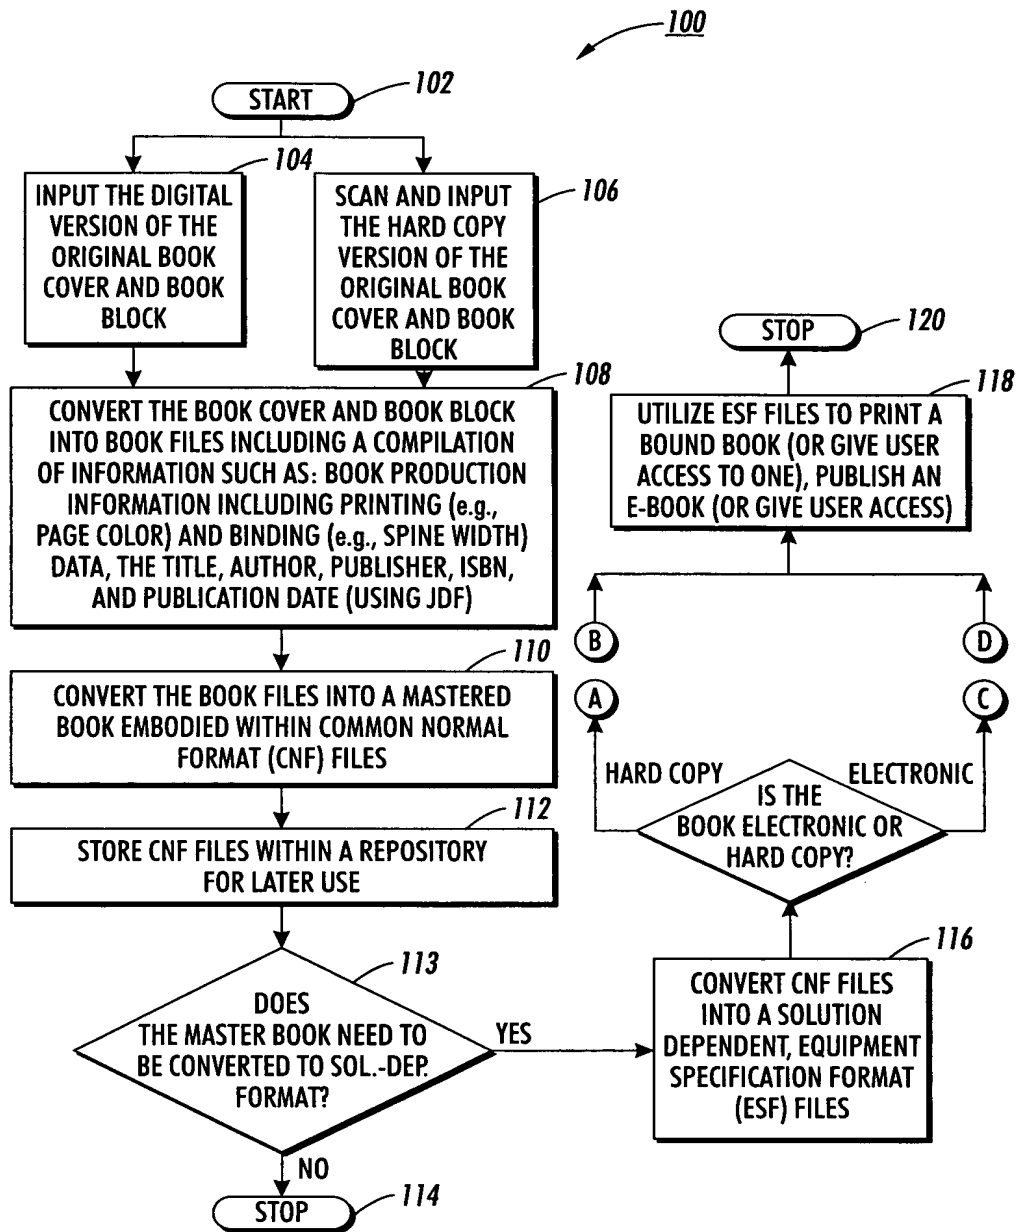 100
START
102
INPUT THE DIGITAL
VERSION OF THE
ORIGINAL BOOK
COVER AND BOOK
BLOCK
104
SCAN AND INPUT
THE HARD COPY
VERSION OF THE
ORIGINAL BOOK
COVER AND BOOK
BLOCK
106
CONVERT THE BOOK COVER AND BOOK BLOCK
INTO BOOK FILES INCLUDING A COMPILATION
OF INFORMATION SUCH AS: BOOK PRODUCTION
INFORMATION INCLUDING PRINTING (e.g.,
PAGE COLOR) AND BINDING (e.g., SPINE WIDTH)
DATA, THE TITLE, AUTHOR, PUBLISHER, ISBN,
AND PUBLICATION DATE (USING JDF)
108
CONVERT THE BOOK FILES INTO A MASTERED
BOOK EMBODIED WITHIN COMMON NORMAL
FORMAT (CNF) FILES
110
STORE CNF FILES WITHIN A REPOSITORY
FOR LATER USE
112
DOES
THE MASTER BOOK NEED TO
BE CONVERTED TO SOL.-DEP.
FORMAT?
113
YES
NO
STOP
114
CONVERT CNF FILES
INTO A SOLUTION
DEPENDENT, EQUIPMENT
SPECIFICATION FORMAT
(ESF) FILES
116
IS THE
BOOK ELECTRONIC OR
HARD COPY?
HARD COPY
ELECTRONIC
A
C
B
D
UTILIZE ESF FILES TO PRINT A
BOUND BOOK (OR GIVE USER
ACCESS TO ONE), PUBLISH AN
E-BOOK (OR GIVE USER ACCESS)
118
STOP
120